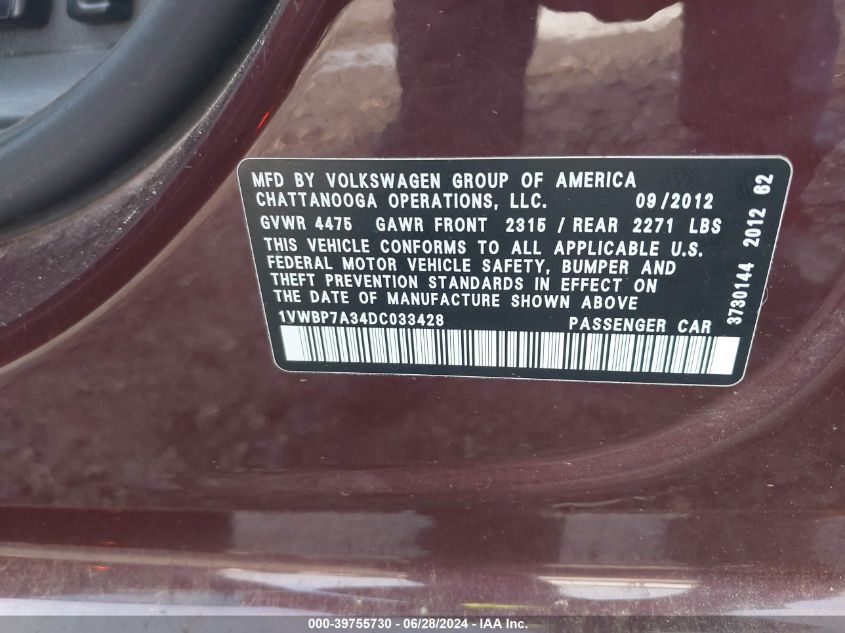 MFD BY VOLKSWAGEN GROUP OF AMERICA
CHATTANOOGA OPERATIONS, LLC. 09/2012
GVWR 4475 GAWR FRONT 2315 / REAR 2271 LBS
THIS VEHICLE CONFORMS TO ALL APPLICABLE U.S.
FEDERAL MOTOR VEHICLE SAFETY, BUMPER AND
THEFT PREVENTION STANDARDS IN EFFECT ON
THE DATE OF MANUFACTURE SHOWN ABOVE
1VWBP7A34DC033428 PASSENGER CAR
3730144 2012 62
000-39755730 - 06/28/2024 - IAA Inc.